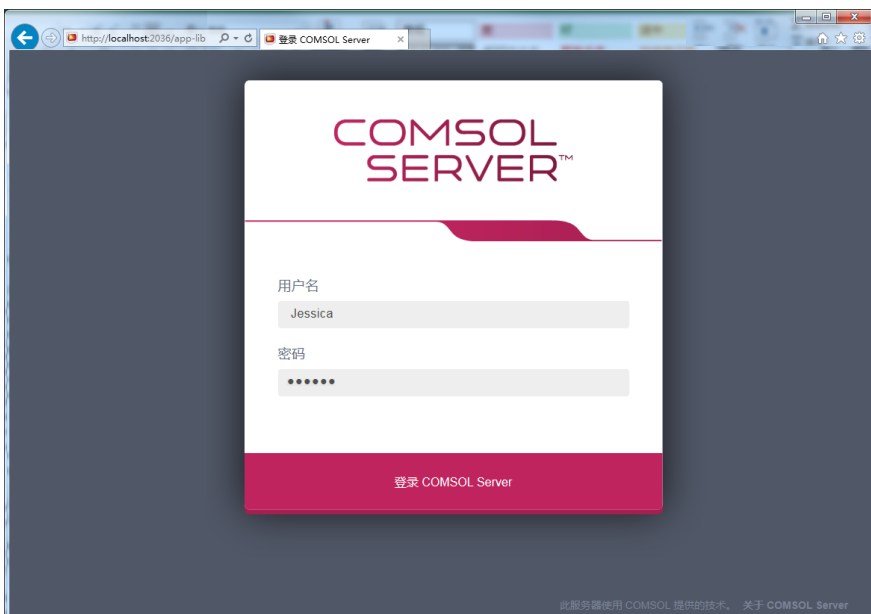 http://localhost:2036/app-lib
登录 COMSOL Server
COMSOL
SERVER™
用户名
Jessica
密码
••••••
登录 COMSOL Server
此服务器使用 COMSOL 提供的技术。 关于 COMSOL Server